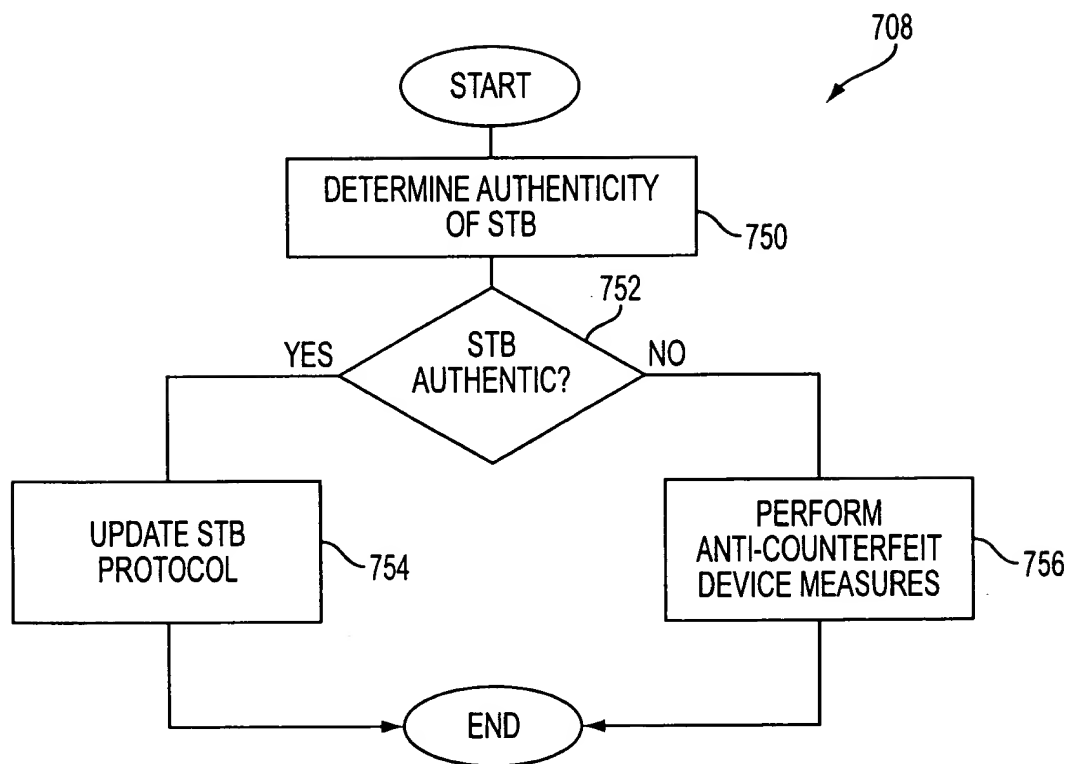 708
START
DETERMINE AUTHENTICITY
OF STB
750
752
YES
STB
AUTHENTIC?
NO
UPDATE STB
PROTOCOL
754
PERFORM
ANTI-COUNTERFEIT
DEVICE MEASURES
756
END